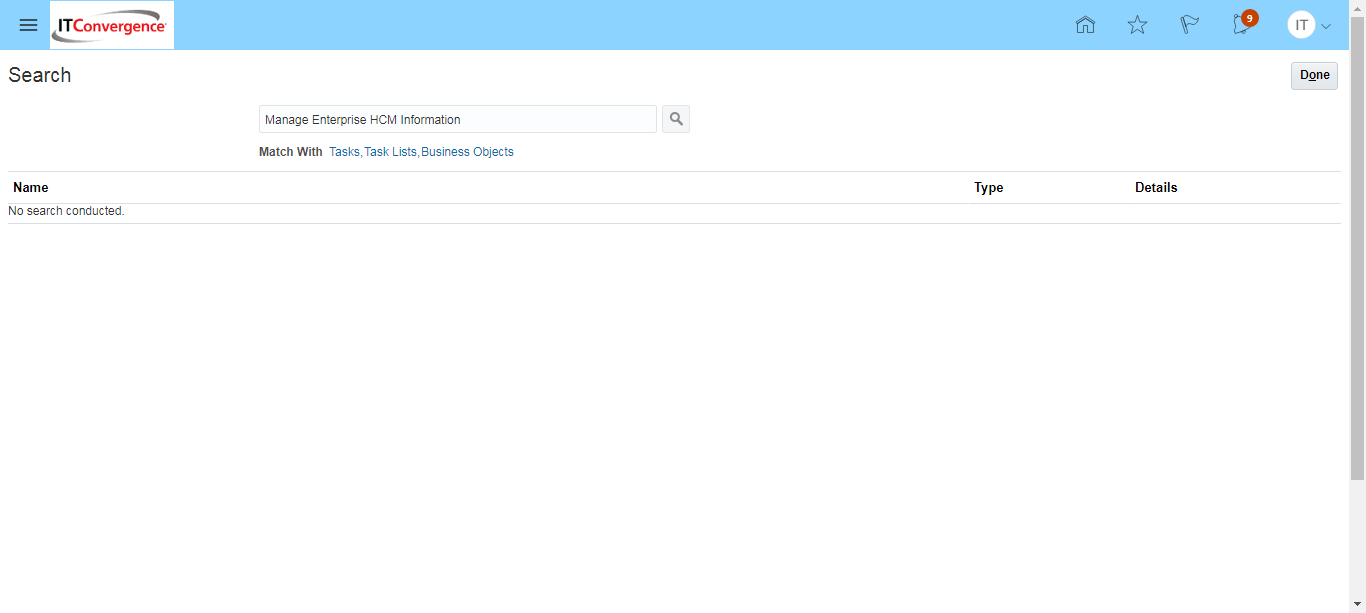 ITConvergence
9
IT
Search
Done
Manage Enterprise HCM Information
Match With Tasks, Task Lists, Business Objects
Name Type Details
No search conducted.